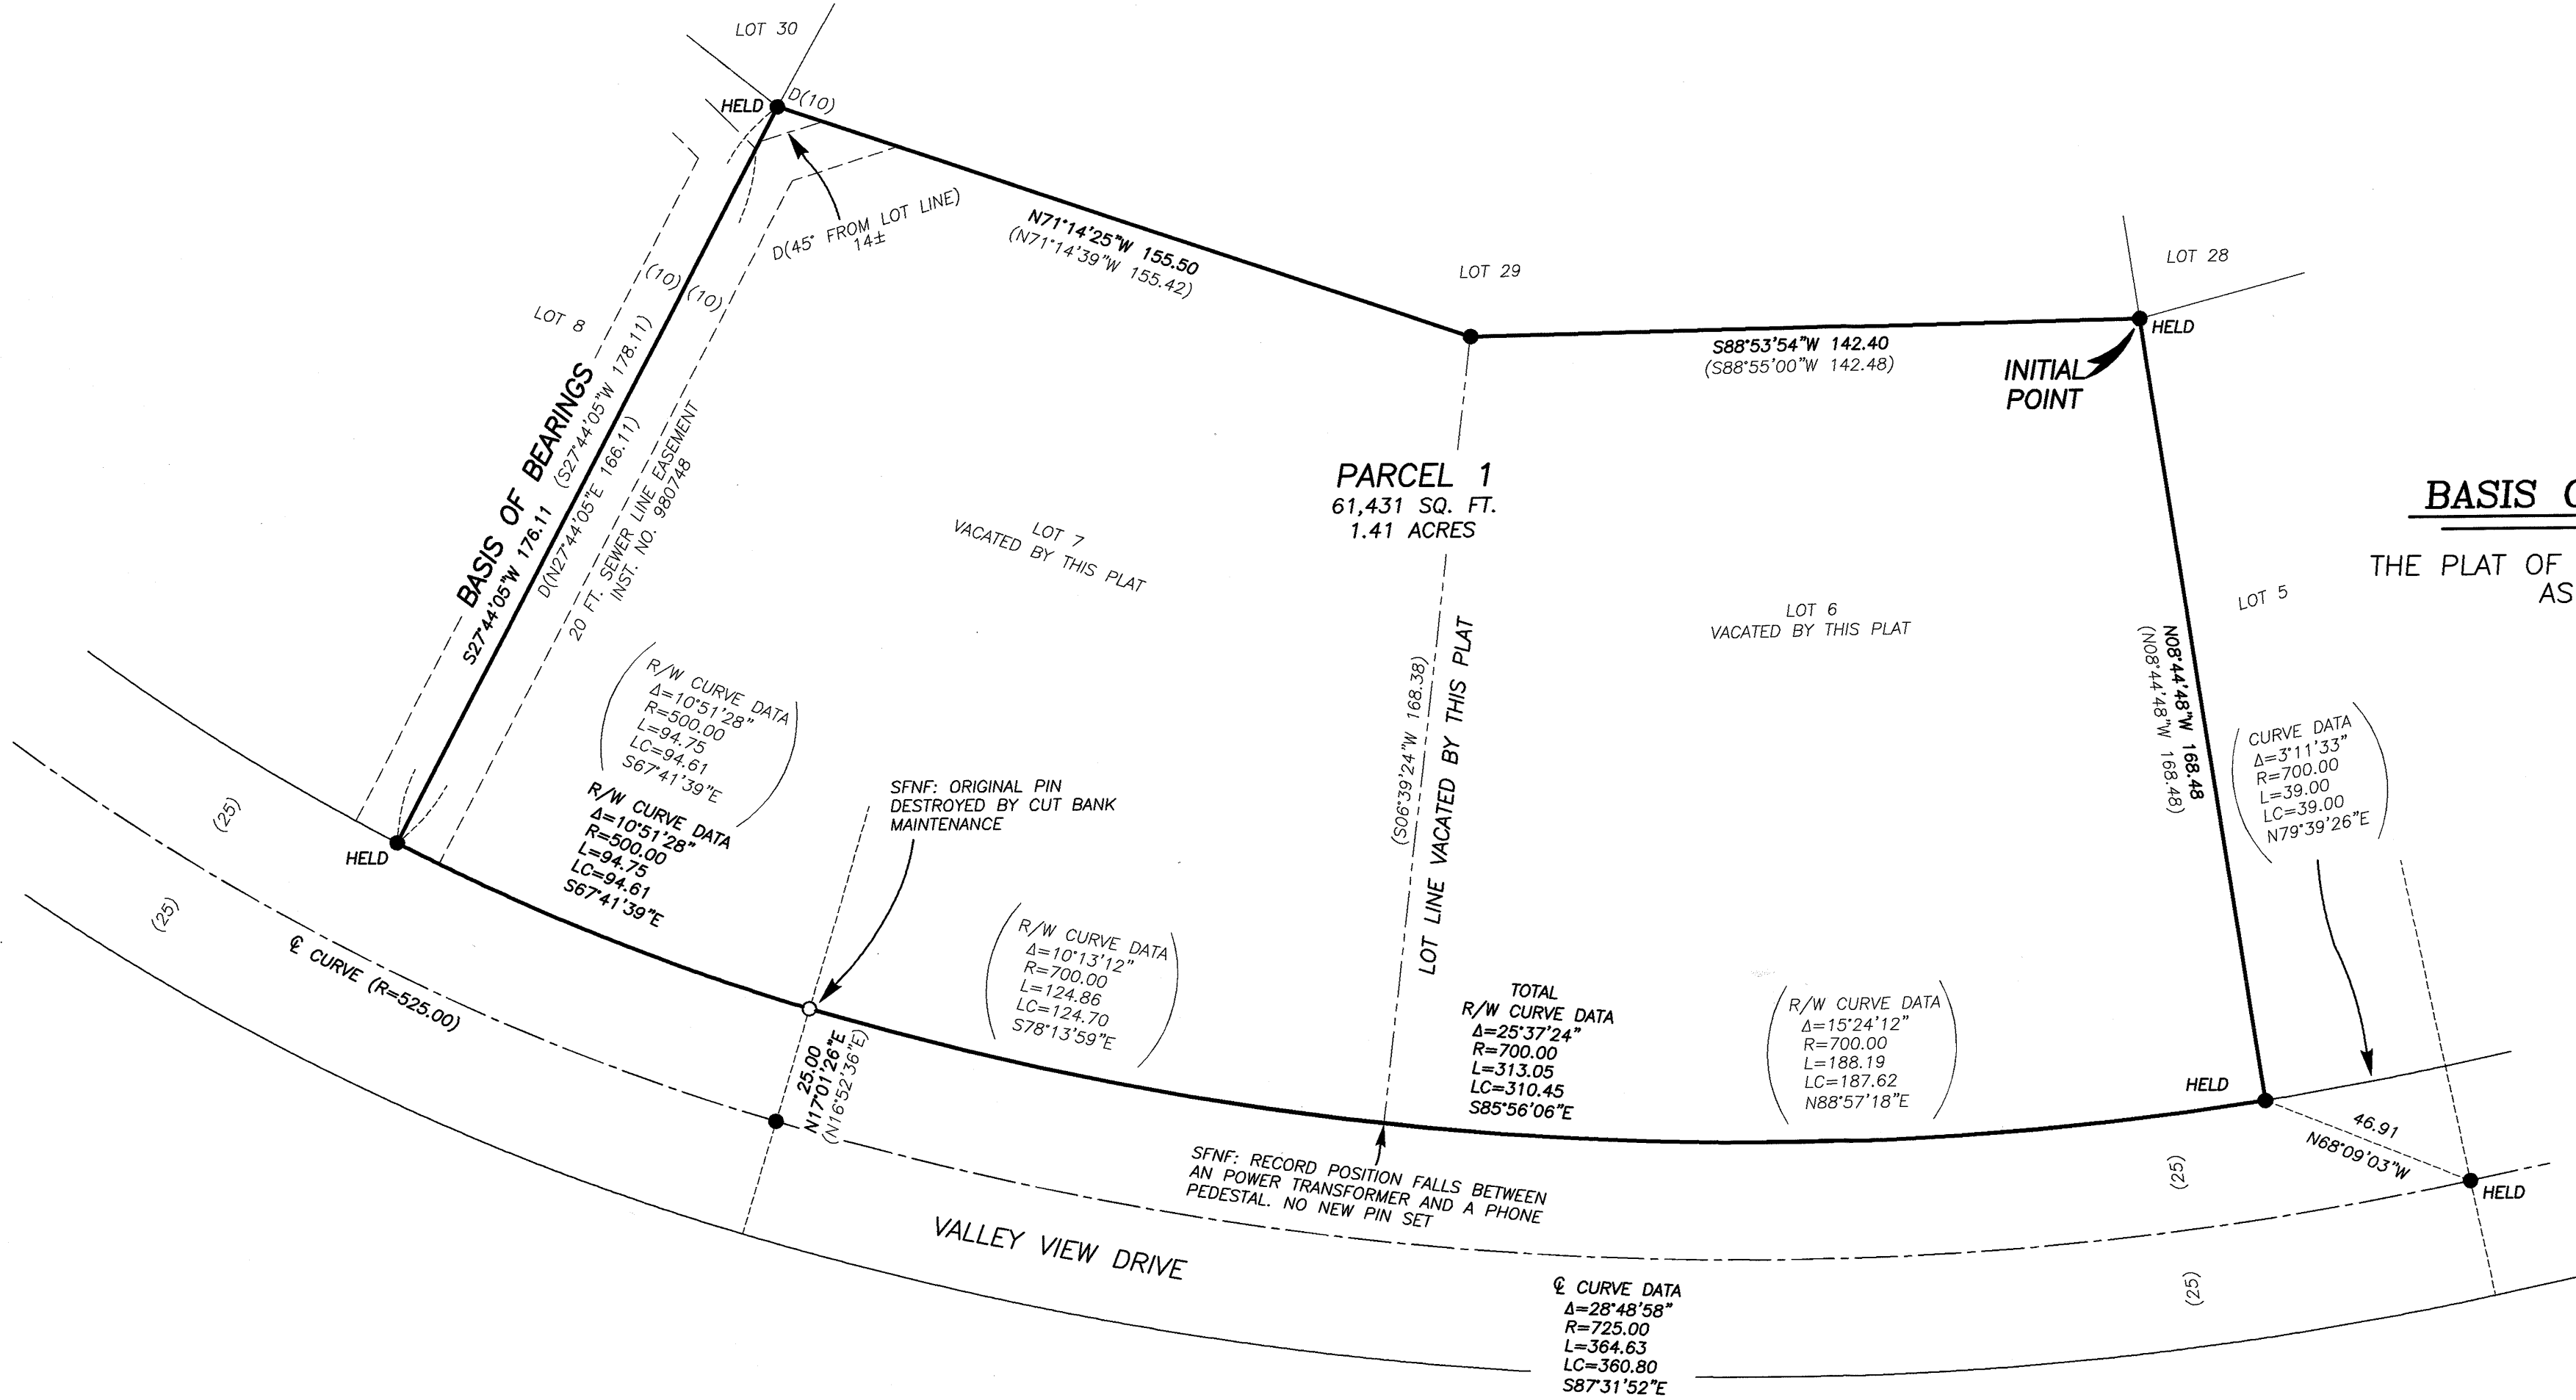 LOT 30
HELD
D(10)
D(45° FROM LOT LINE)
14±
N71°14'25"W 155.50
(N71°14'39"W 155.42)
LOT 29
LOT 28
HELD
INITIAL
POINT
S88°53'54"W 142.40
(S88°55'00"W 142.48)
LOT 8
(10)
(10)
BASIS OF BEARINGS
S27°44'05"W 176.11 (S27°44'05"W 178.11)
D(N27°44'05"E 166.11)
20 FT. SEWER LINE EASEMENT
INST. NO. 980748
LOT 7
VACATED BY THIS PLAT
PARCEL 1
61,431 SQ. FT.
1.41 ACRES
LOT 6
VACATED BY THIS PLAT
(S06°39'24"W 168.38)
LOT LINE VACATED BY THIS PLAT
LOT 5
N08°44'48"W 168.48
(N08°44'48"W 168.48)
BASIS O
THE PLAT OF
AS
R/W CURVE DATA
Δ=10°51'28"
R=500.00
L=94.75
LC=94.61
S67°41'39"E
R/W CURVE DATA
Δ=10°51'28"
R=500.00
L=94.75
LC=94.61
S67°41'39"E
SFNF: ORIGINAL PIN
DESTROYED BY CUT BANK
MAINTENANCE
CURVE DATA
Δ=3°11'33"
R=700.00
L=39.00
LC=39.00
N79°39'26"E
HELD
(25)
(25)
℄ CURVE (R=525.00)
R/W CURVE DATA
Δ=10°13'12"
R=700.00
L=124.86
LC=124.70
S78°13'59"E
TOTAL
R/W CURVE DATA
Δ=25°37'24"
R=700.00
L=313.05
LC=310.45
S85°56'06"E
R/W CURVE DATA
Δ=15°24'12"
R=700.00
L=188.19
LC=187.62
N88°57'18"E
HELD
25.00
N17°01'26"E
(N16°52'36"E)
46.91
N68°09'03"W
HELD
SFNF: RECORD POSITION FALLS BETWEEN
AN POWER TRANSFORMER AND A PHONE
PEDESTAL. NO NEW PIN SET
(25)
(25)
VALLEY VIEW DRIVE
℄ CURVE DATA
Δ=28°48'58"
R=725.00
L=364.63
LC=360.80
S87°31'52"E